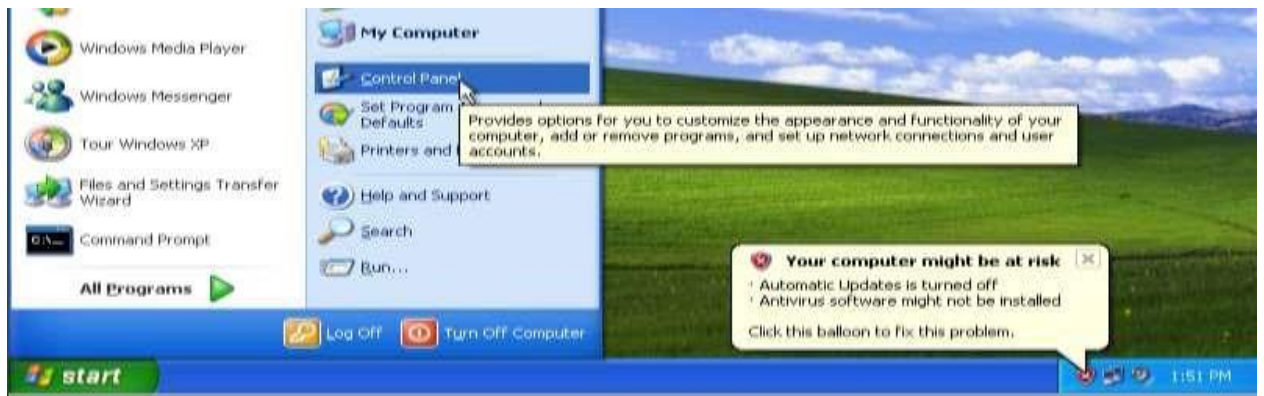 Windows Media Player
Windows Messenger
Tour Windows XP
Files and Settings Transfer
Wizard
Command Prompt
All Programs
My Computer
Control Panel
Set Program
Defaults
Printers and
Help and Support
Search
Run...
Provides options for you to customize the appearance and functionality of your
computer, add or remove programs, and set up network connections and user
accounts.
Log Off
Turn Off Computer
Your computer might be at risk
Automatic Updates is turned off
Antivirus software might not be installed
Click this balloon to fix this problem.
start
1:51 PM